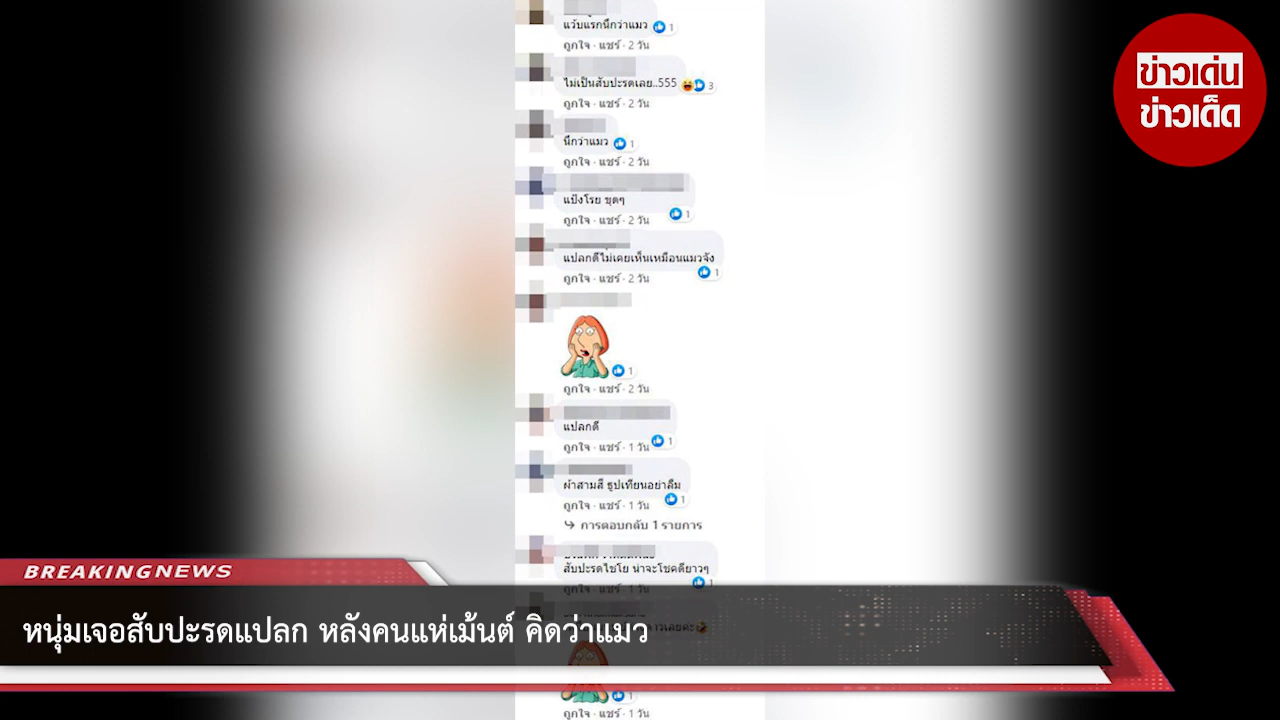 แว้บแรกนึกว่าแมว 1
ถูกใจ · แชร์ · 2 วัน
ไม่เป็นสับปะรดเลย..555 3
ถูกใจ · แชร์ · 2 วัน
นึกว่าแมว 1
ถูกใจ · แชร์ · 2 วัน
แป้งโรย ขุดๆ
1
ถูกใจ · แชร์ · 2 วัน
แปลกดีไม่เคยเห็นเหมือนแมวจัง
1
ถูกใจ · แชร์ · 2 วัน
1
ถูกใจ · แชร์ · 2 วัน
แปลกดี
1
ถูกใจ · แชร์ · 1 วัน
ผ้าสามสี ธูปเทียนอย่าลืม
1
ถูกใจ · แชร์ · 1 วัน
การตอบกลับ 1 รายการ
สับปะรดไชโย น่าจะโชคดียาวๆ
1
ถูกใจ · แชร์ · 1 วัน
1
ถูกใจ · แชร์ · 1 วัน
ข่าวเด่น
ข่าวเด็ด
BREAKING NEWS
หนุ่มเจอสับปะรดแปลก หลังคนแห่เม้นต์ คิดว่าแมว